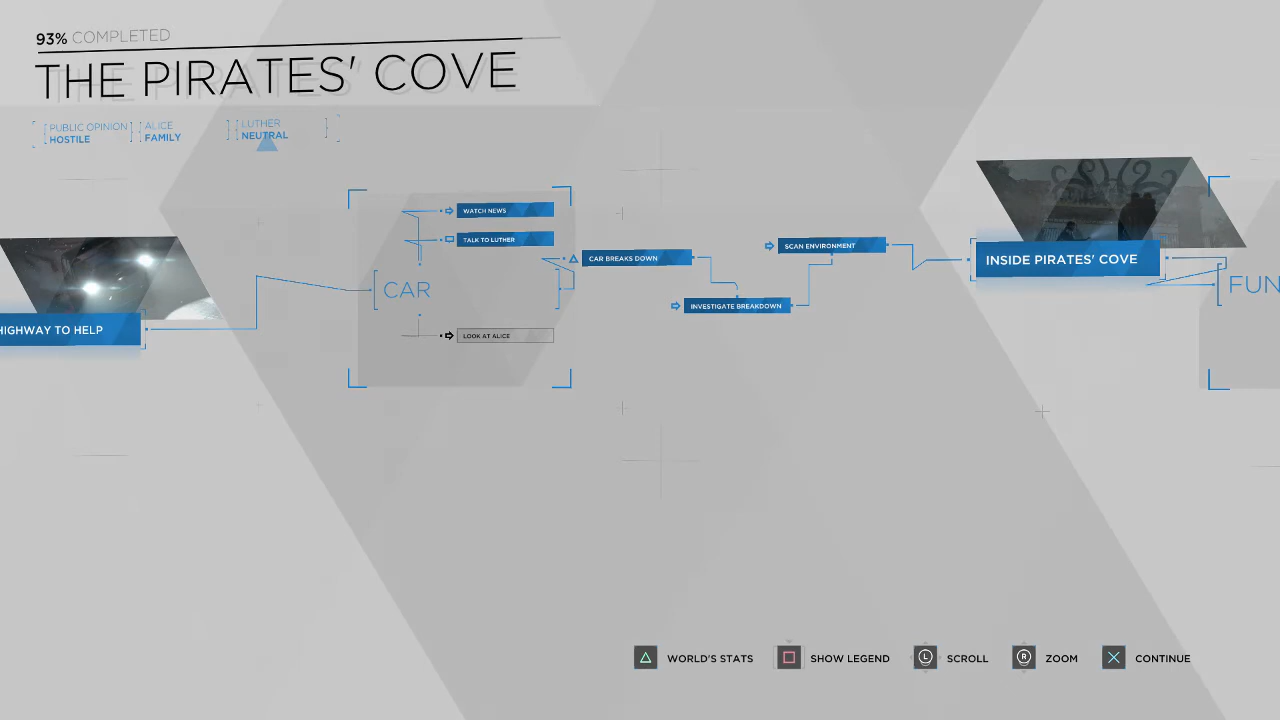 93% COMPLETED
THE PIRATES' COVE
PUBLIC OPINION
HOSTILE
ALICE
FAMILY
LUTHER
NEUTRAL
HIGHWAY TO HELP
CAR
WATCH NEWS
TALK TO LUTHER
LOOK AT ALICE
CAR BREAKS DOWN
INVESTIGATE BREAKDOWN
SCAN ENVIRONMENT
INSIDE PIRATES' COVE
FUN
WORLD'S STATS
SHOW LEGEND
L SCROLL
R ZOOM
CONTINUE